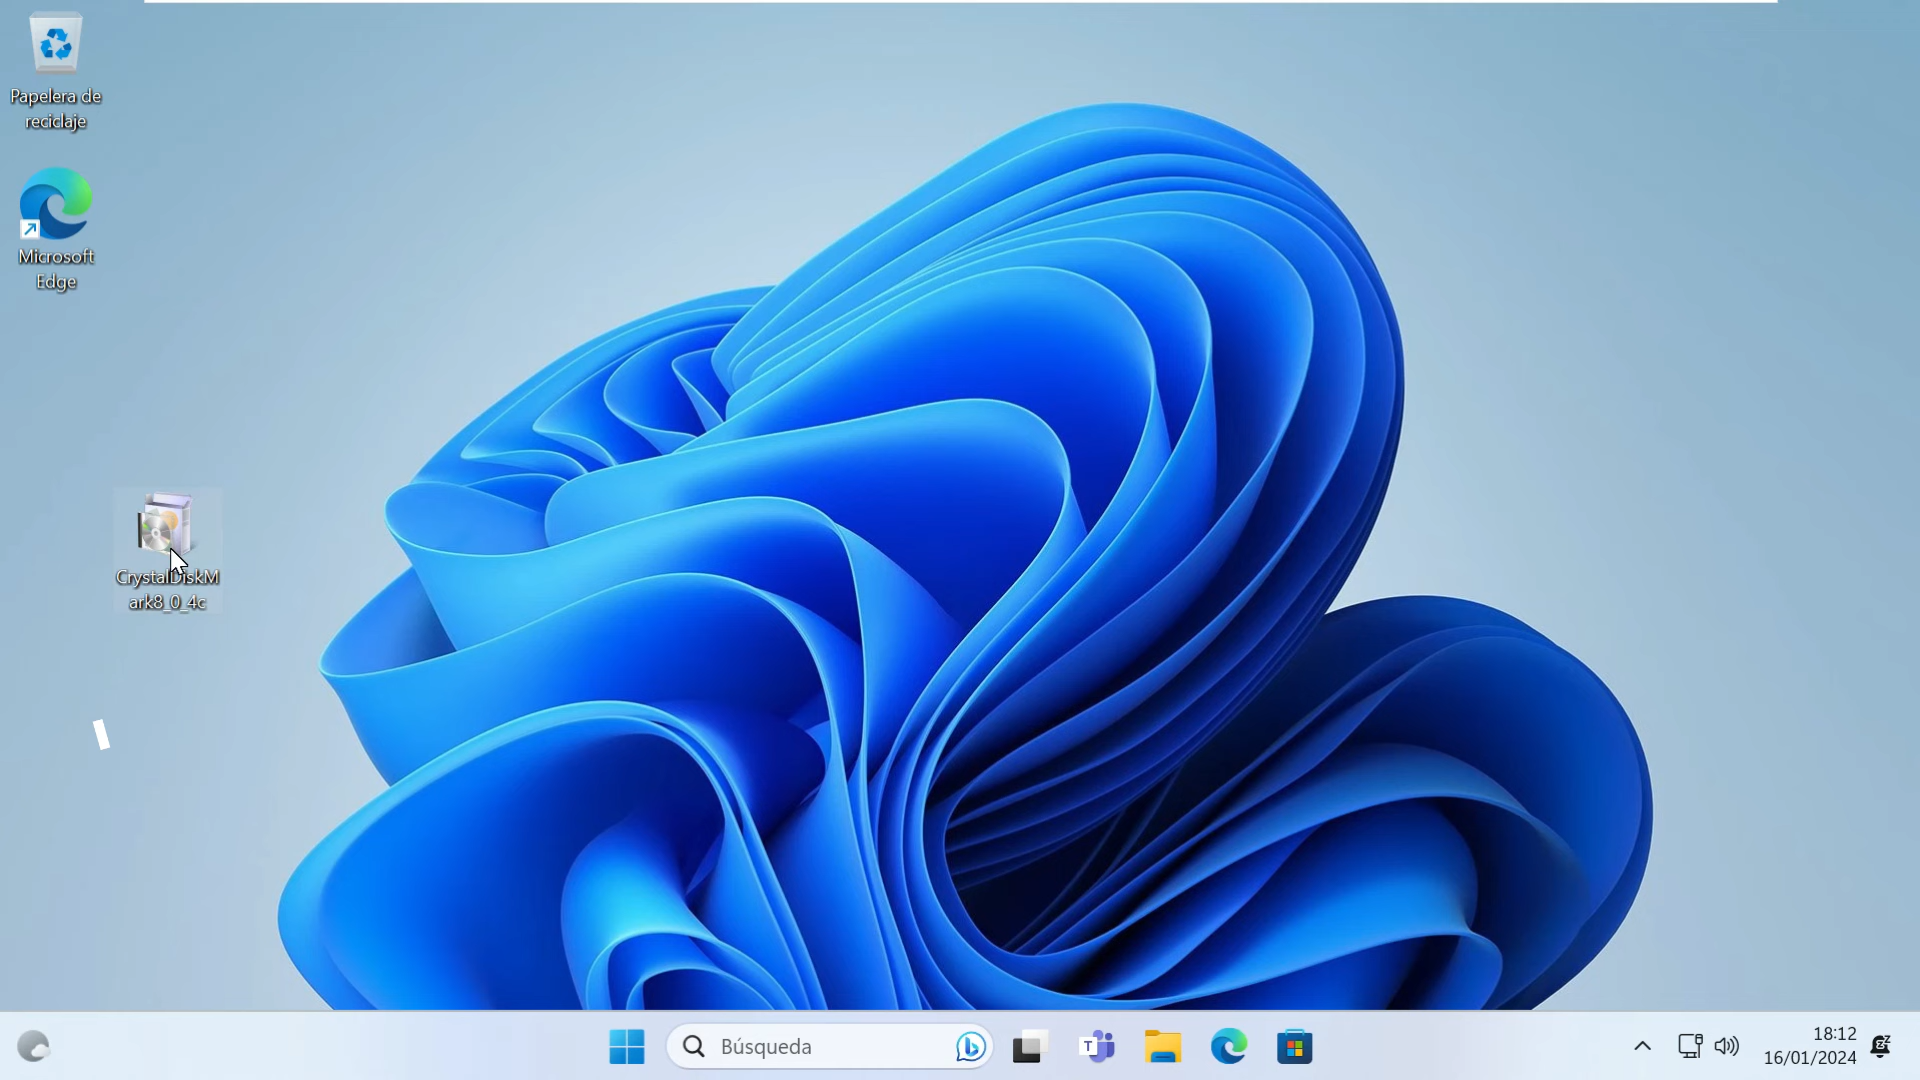 Papelera de
reciclaje
Microsoft
Edge
CrystalDiskM
ark8_0_4c
Búsqueda
T
18:12
16/01/2024